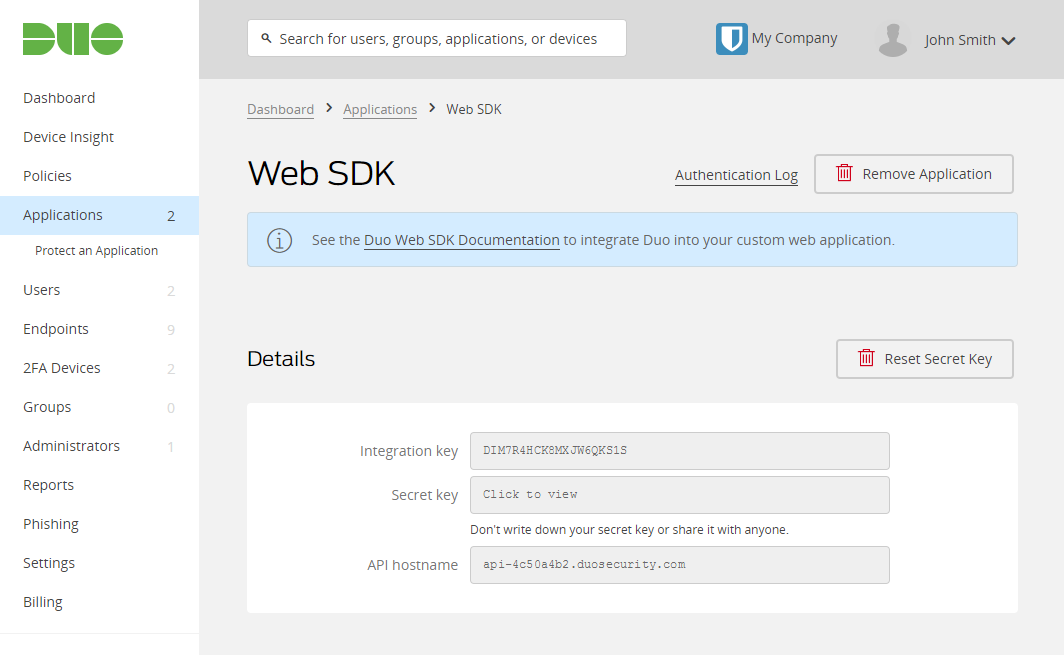 DUO
Search for users, groups, applications, or devices
My Company
John Smith
Dashboard
Device Insight
Policies
Applications 2
Protect an Application
Users 2
Endpoints 9
2FA Devices 2
Groups 0
Administrators 1
Reports
Phishing
Settings
Billing
Dashboard > Applications > Web SDK
Web SDK
Authentication Log
Remove Application
See the Duo Web SDK Documentation to integrate Duo into your custom web application.
Details
Reset Secret Key
Integration key DIM7R4HCK8MXJW6QKS1S
Secret key Click to view
Don't write down your secret key or share it with anyone.
API hostname api-4c50a4b2.duosecurity.com